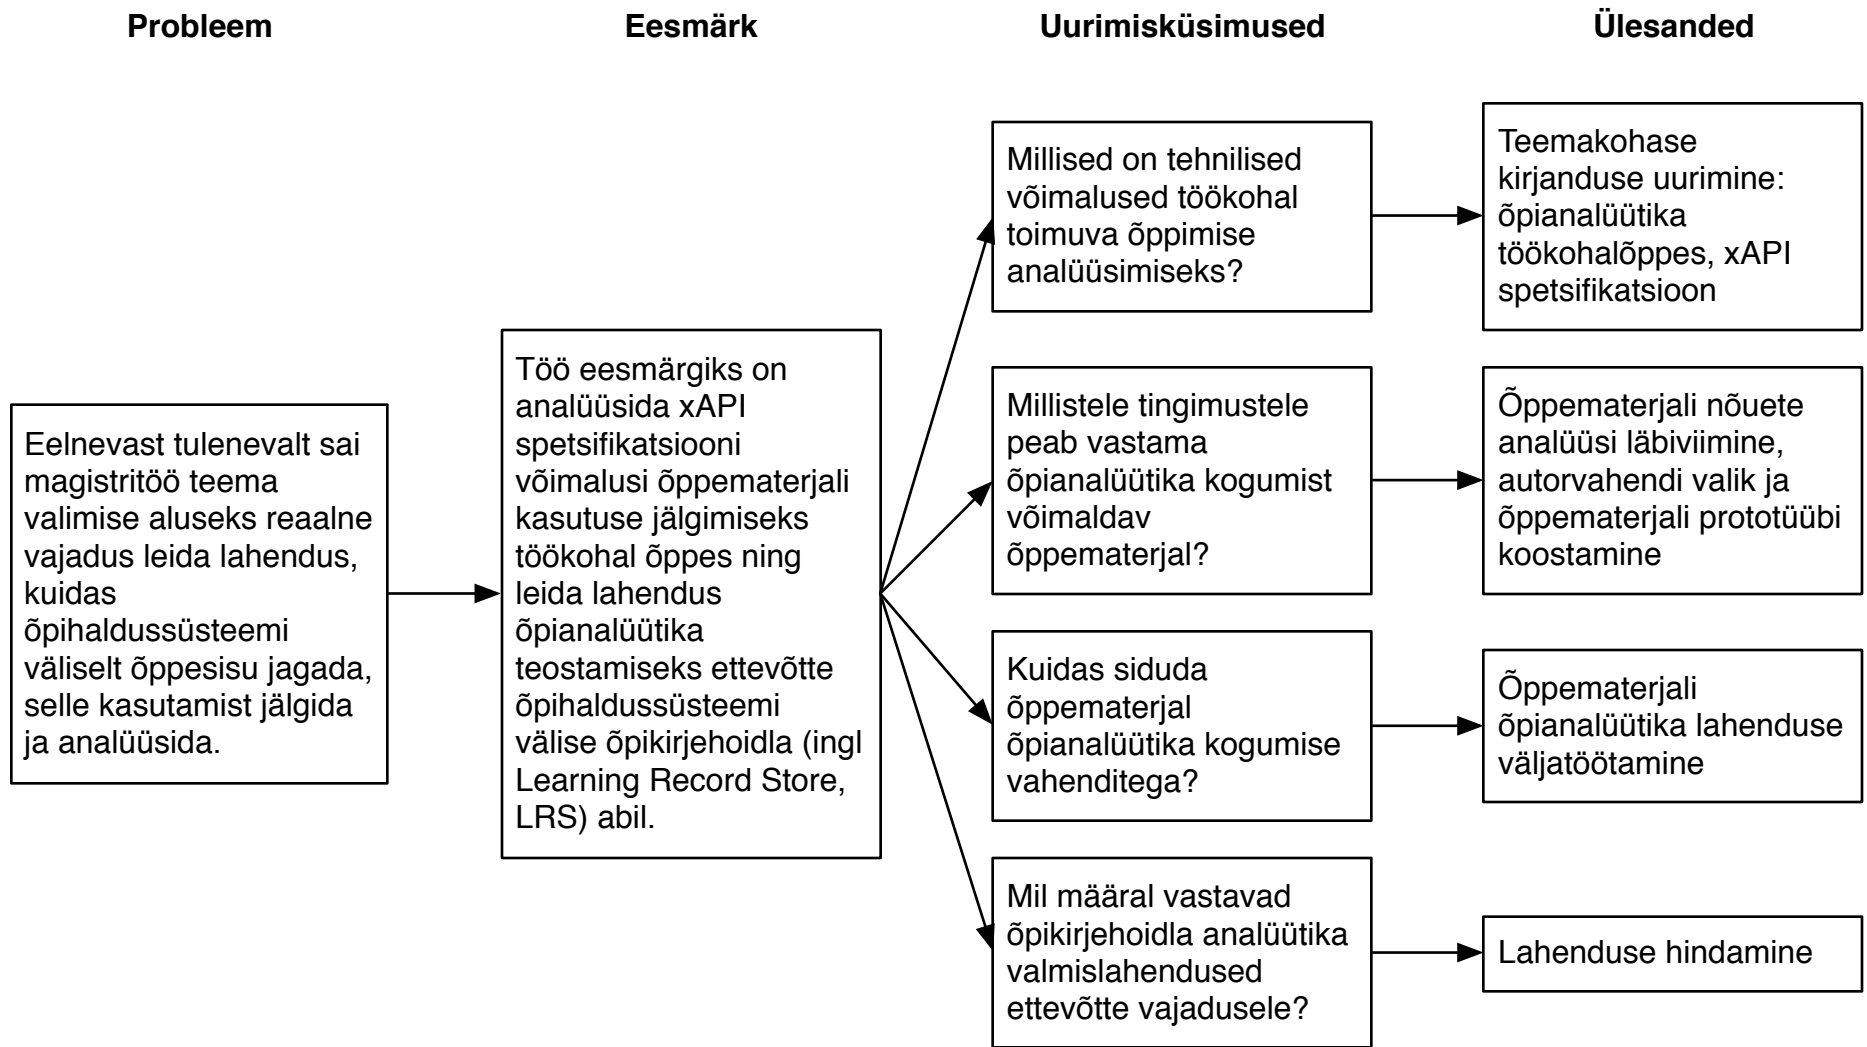 Probleem
Eesmärk
Uurimisküsimused
Ülesanded
Eelnevast tulenevalt sai
magistritöö teema
valimise aluseks reaalne
vajadus leida lahendus,
kuidas
õpihaldussüsteemi
väliselt õppesisu jagada,
selle kasutamist jälgida
ja analüüsida.
Töö eesmärgiks on
analüüsida xAPI
spetsifikatsiooni
võimalusi õppematerjali
kasutuse jälgimiseks
töökohal õppes ning
leida lahendus
õpianalüütika
teostamiseks ettevõtte
õpihaldussüsteemi
välise õpikirjehoidla (ingl
Learning Record Store,
LRS) abil.
Millised on tehnilised
võimalused töökohal
toimuva õppimise
analüüsimiseks?
Millistele tingimustele
peab vastama
õpianalüütika kogumist
võimaldav
õppematerjal?
Kuidas siduda
õppematerjal
õpianalüütika kogumise
vahenditega?
Mil määral vastavad
õpikirjehoidla analüütika
valmislahendused
ettevõtte vajadusele?
Teemakohase
kirjanduse uurimine:
õpianalüütika
töökohalõppes, xAPI
spetsifikatsioon
Õppematerjali nõuete
analüüsi läbiviimine,
autorvahendi valik ja
õppematerjali prototüübi
koostamine
Õppematerjali
õpianalüütika lahenduse
väljatöötamine
Lahenduse hindamine